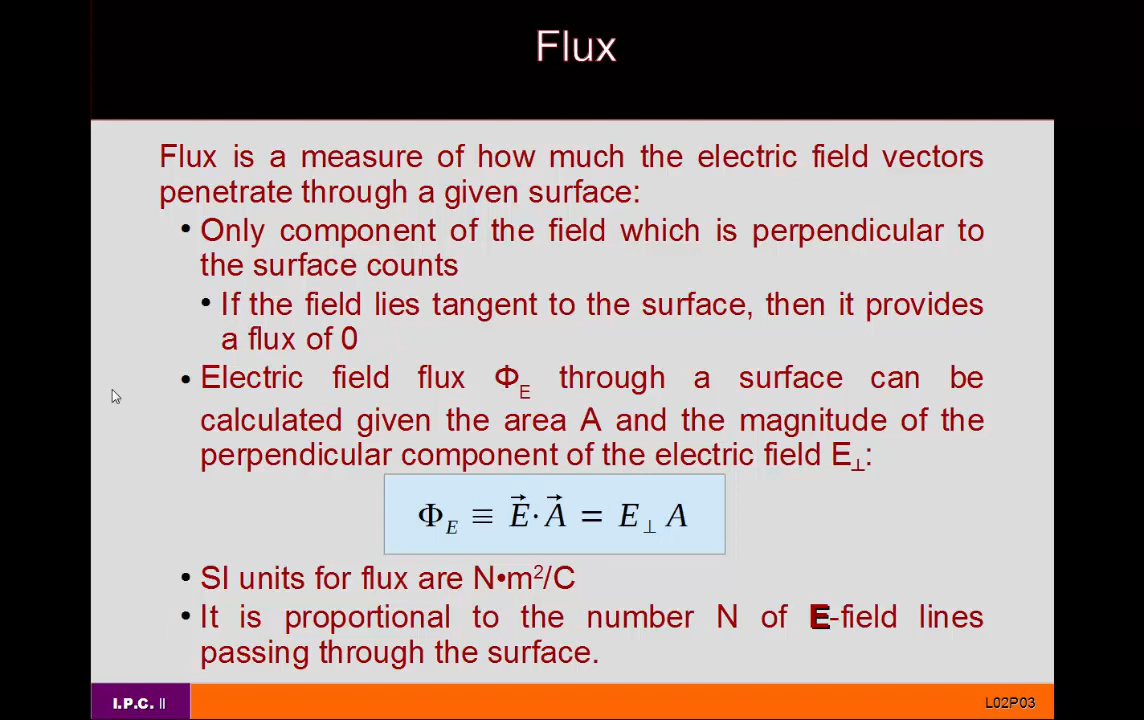 Flux
Flux is a measure of how much the electric field vectors
penetrate through a given surface:
• Only component of the field which is perpendicular to
the surface counts
• If the field lies tangent to the surface, then it provides
a flux of 0
• Electric field flux Φ_E through a surface can be
calculated given the area A and the magnitude of the
perpendicular component of the electric field E⊥:
Φ_E ≡ E⃗ · A⃗ = E⊥ A
• SI units for flux are N•m²/C
• It is proportional to the number N of E-field lines
passing through the surface.
I.P.C. II
L02P03